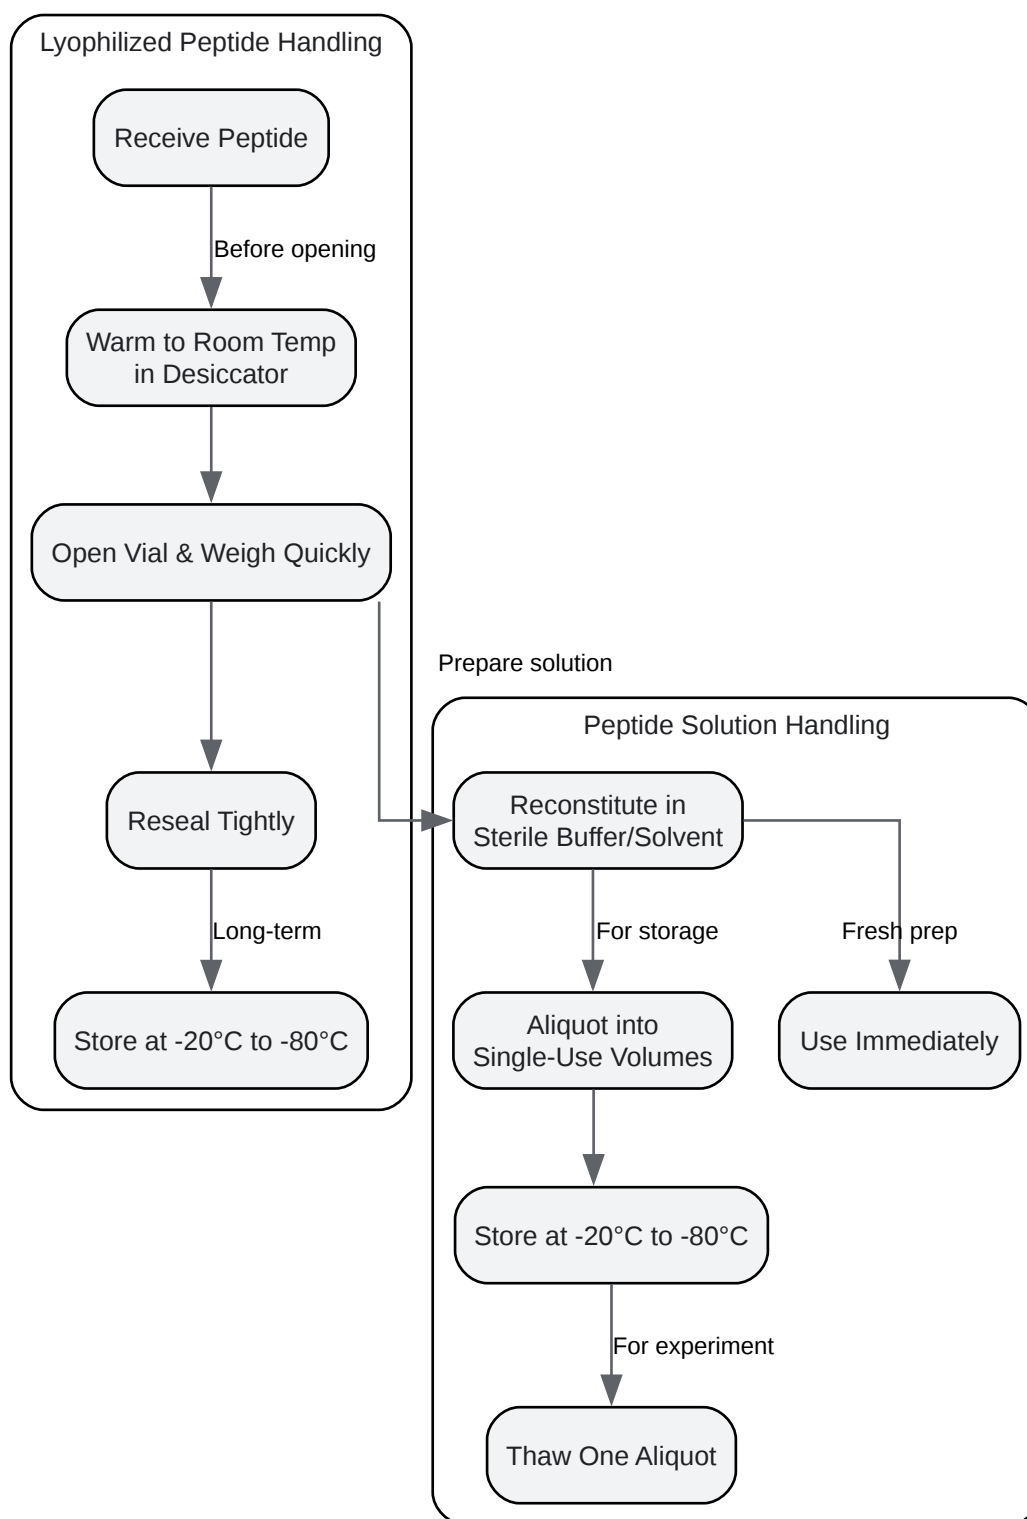 Lyophilized Peptide Handling
Receive Peptide
Before opening
Warm to Room Temp
in Desiccator
Open Vial & Weigh Quickly
Reseal Tightly
Long-term
Store at -20°C to -80°C
Prepare solution
Peptide Solution Handling
Reconstitute in
Sterile Buffer/Solvent
For storage
Fresh prep
Aliquot into
Single-Use Volumes
Use Immediately
Store at -20°C to -80°C
For experiment
Thaw One Aliquot